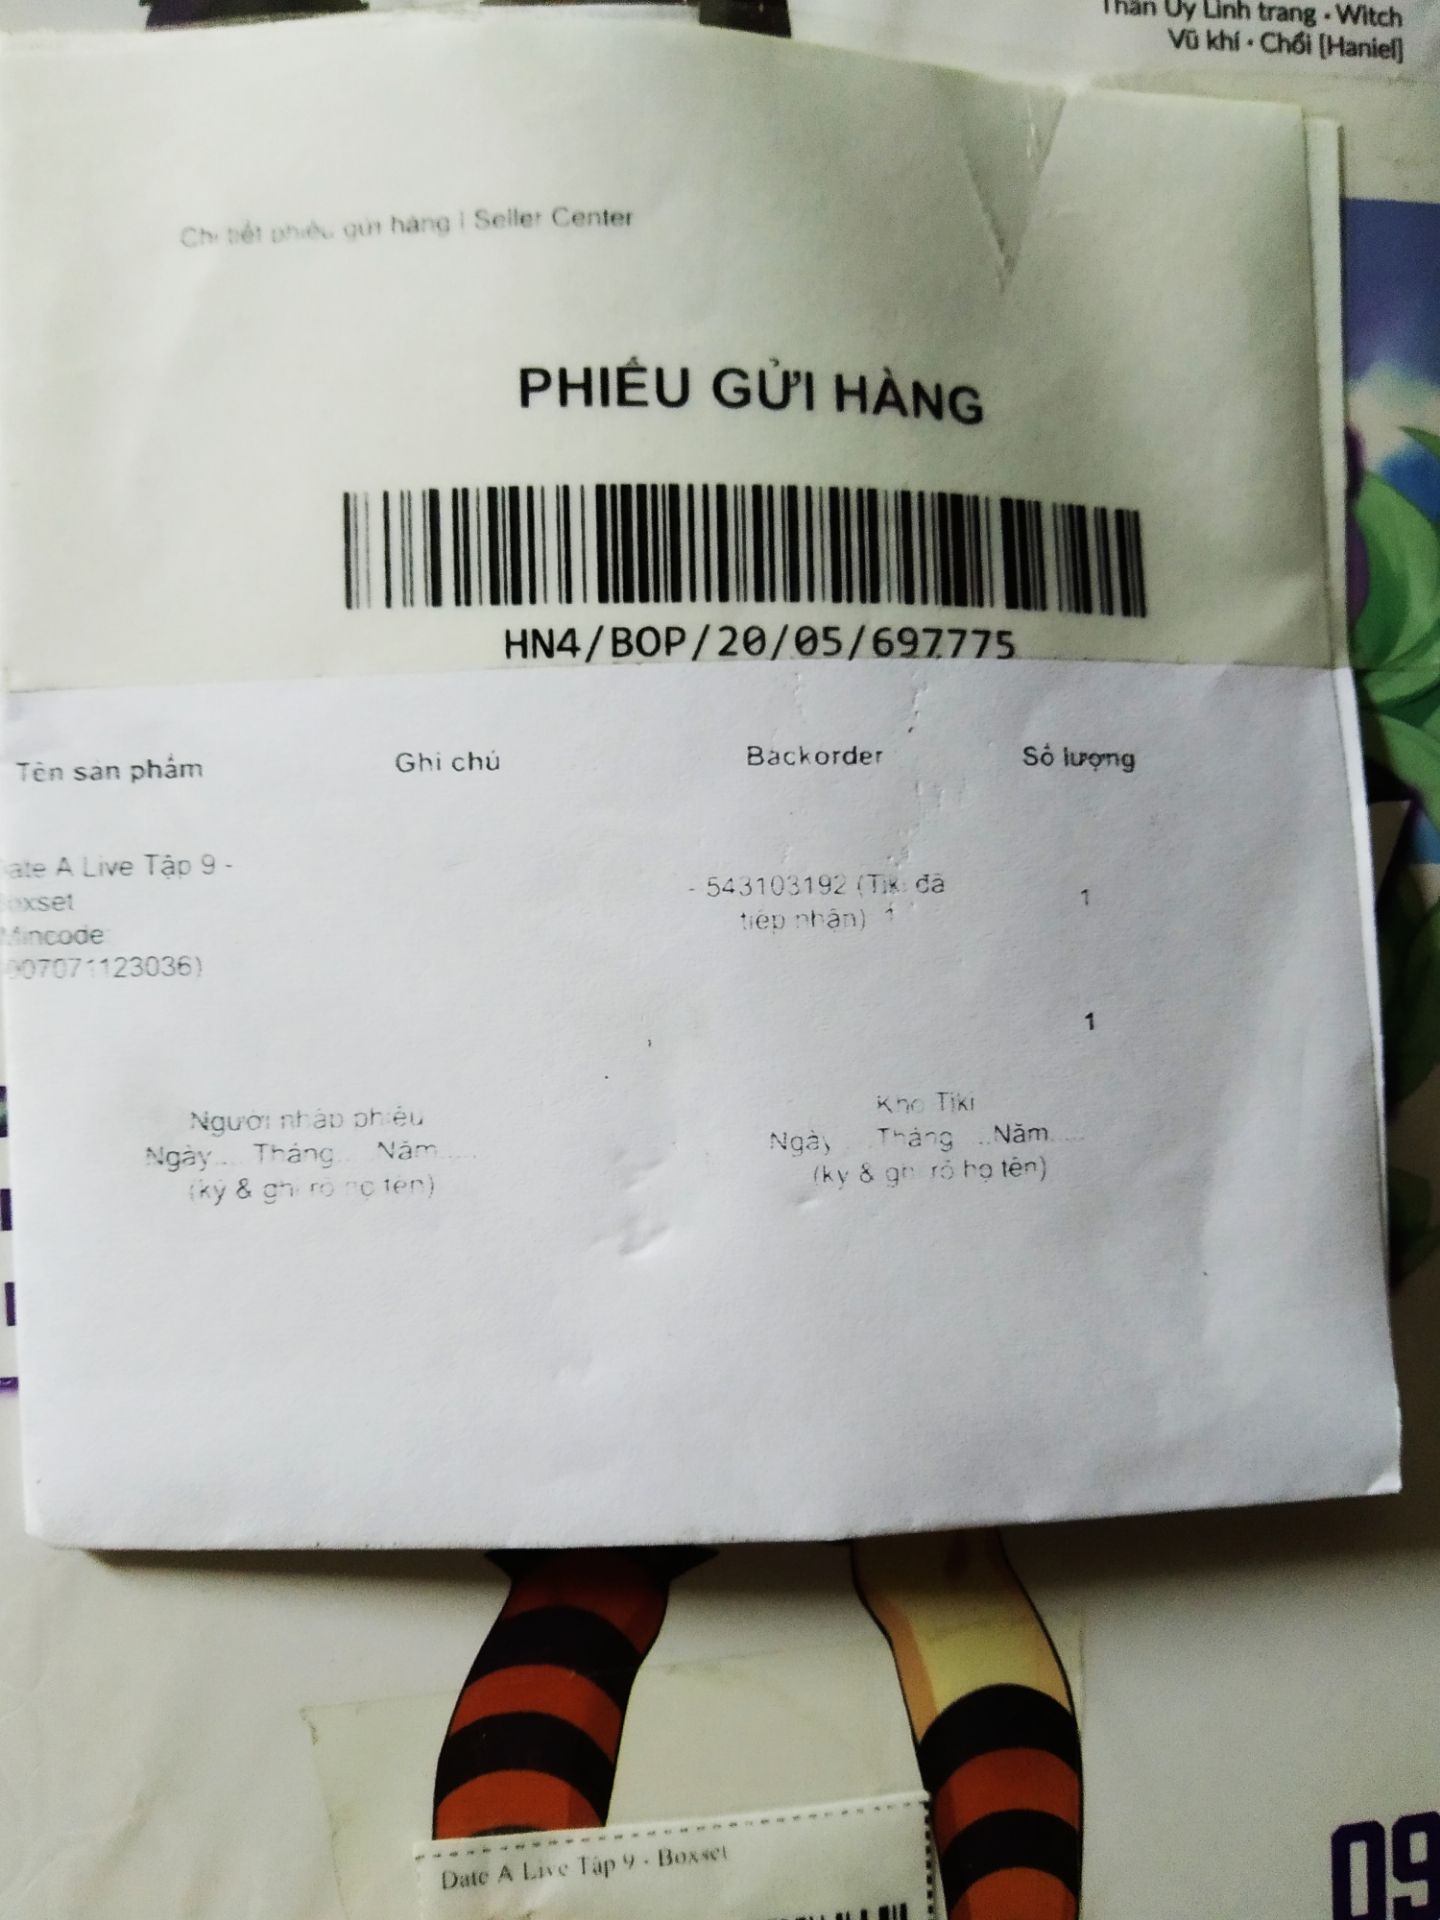 Thần Uy Linh trang • Witch
Vũ khí • Chổi [Haniel]
Chi tiết phiếu gửi hàng | Seller Center
PHIẾU GỬI HÀNG
HN4/BOP/20/05/697775
Tên sản phẩm Ghi chú Backorder Số lượng
Date A Live Tập 9 -
Boxset
Mincode
007071123036)
- 543103192 (Tiki đã
tiếp nhận) 1
1
1
Người nhập phiếu
Ngày.... Tháng.... Năm......
(ký & ghi rõ họ tên)
Kho Tiki
Ngày Tháng ...Năm......
(ký & ghi rõ họ tên)
Date A Live Tập 9 - Boxset
09